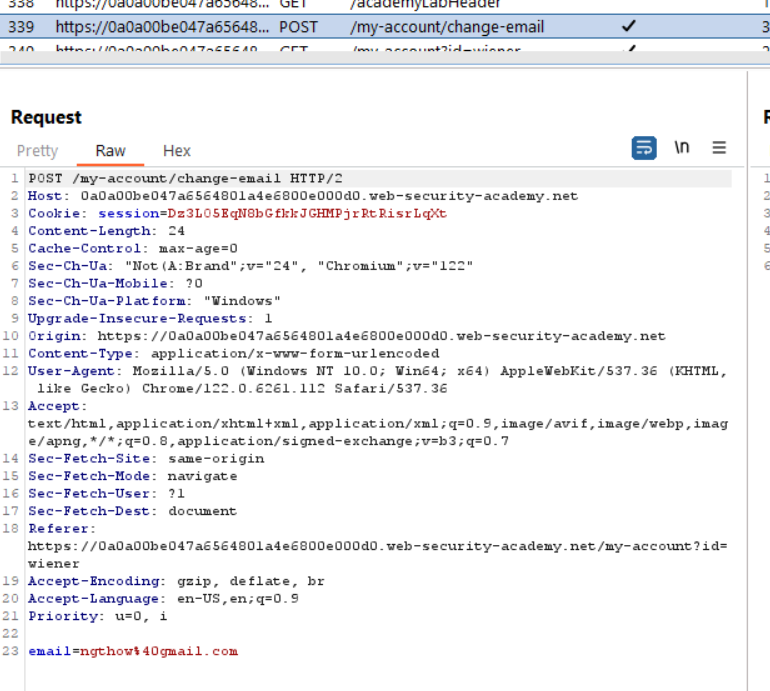 338 https://0a0a00be047a65648... GET /academyLabHeader
339 https://0a0a00be047a65648... POST /my-account/change-email ✓ 3
340 https://0a0a00be047a65648... GET /my-account?id=wiener ✓
Request
Pretty Raw Hex \n
1 POST /my-account/change-email HTTP/2
2 Host: 0a0a00be047a6564801a4e6800e000d0.web-security-academy.net
3 Cookie: session=Dz3L05EqN8bGfkkJGHMPjrRtRisrLqXt
4 Content-Length: 24
5 Cache-Control: max-age=0
6 Sec-Ch-Ua: "Not(A:Brand";v="24", "Chromium";v="122"
7 Sec-Ch-Ua-Mobile: ?0
8 Sec-Ch-Ua-Platform: "Windows"
9 Upgrade-Insecure-Requests: 1
10 Origin: https://0a0a00be047a6564801a4e6800e000d0.web-security-academy.net
11 Content-Type: application/x-www-form-urlencoded
12 User-Agent: Mozilla/5.0 (Windows NT 10.0; Win64; x64) AppleWebKit/537.36 (KHTML,
like Gecko) Chrome/122.0.6261.112 Safari/537.36
13 Accept:
text/html,application/xhtml+xml,application/xml;q=0.9,image/avif,image/webp,imag
e/apng,*/*;q=0.8,application/signed-exchange;v=b3;q=0.7
14 Sec-Fetch-Site: same-origin
15 Sec-Fetch-Mode: navigate
16 Sec-Fetch-User: ?1
17 Sec-Fetch-Dest: document
18 Referer:
https://0a0a00be047a6564801a4e6800e000d0.web-security-academy.net/my-account?id=
wiener
19 Accept-Encoding: gzip, deflate, br
20 Accept-Language: en-US,en;q=0.9
21 Priority: u=0, i
22
23 email=ngthow%40gmail.com